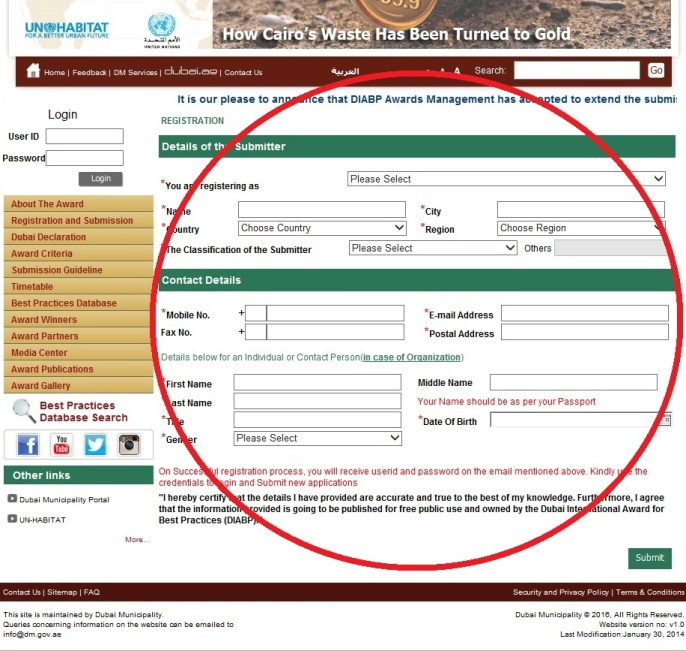 UN HABITAT
FOR A BETTER URBAN FUTURE
الأمم المتحدة
UNITED NATIONS
How Cairo's Waste Has Been Turned to Gold
Home | Feedback | DM Services | dubai.ae | Contact Us
العربية
A A
Search:
Go
It is our please to announce that DIABP Awards Management has accepted to extend the submis
Login
User ID
Password
Login
About The Award
Registration and Submission
Dubai Declaration
Award Criteria
Submission Guideline
Timetable
Best Practices Database
Award Winners
Award Partners
Media Center
Award Publications
Award Gallery
Best Practices
Database Search
You
Tube
Other links
Dubai Municipality Portal
UN-HABITAT
More...
REGISTRATION
Details of the Submitter
*You are registering as
Please Select
*Name
*City
*Country
Choose Country
*Region
Choose Region
*The Classification of the Submitter
Please Select
Others
Contact Details
*Mobile No. +
*E-mail Address
Fax No. +
*Postal Address
Details below for an Individual or Contact Person(in case of Organization)
*First Name
Middle Name
Last Name
Your Name should be as per your Passport
*Title
*Date Of Birth
*Gender
Please Select
On Successful registration process, you will receive userid and password on the email mentioned above. Kindly use the
credentials to login and Submit new applications
"I hereby certify that the details I have provided are accurate and true to the best of my knowledge. Furthermore, I agree
that the information provided is going to be published for free public use and owned by the Dubai International Award for
Best Practices (DIABP).
Submit
Contact Us | Sitemap | FAQ
Security and Privacy Policy | Terms & Conditions
This site is maintained by Dubai Municipality.
Queries concerning information on the website can be emailed to
info@dm.gov.ae
Dubai Municipality © 2016, All Rights Reserved.
Website version no: v1.0
Last Modification:January 30, 2014